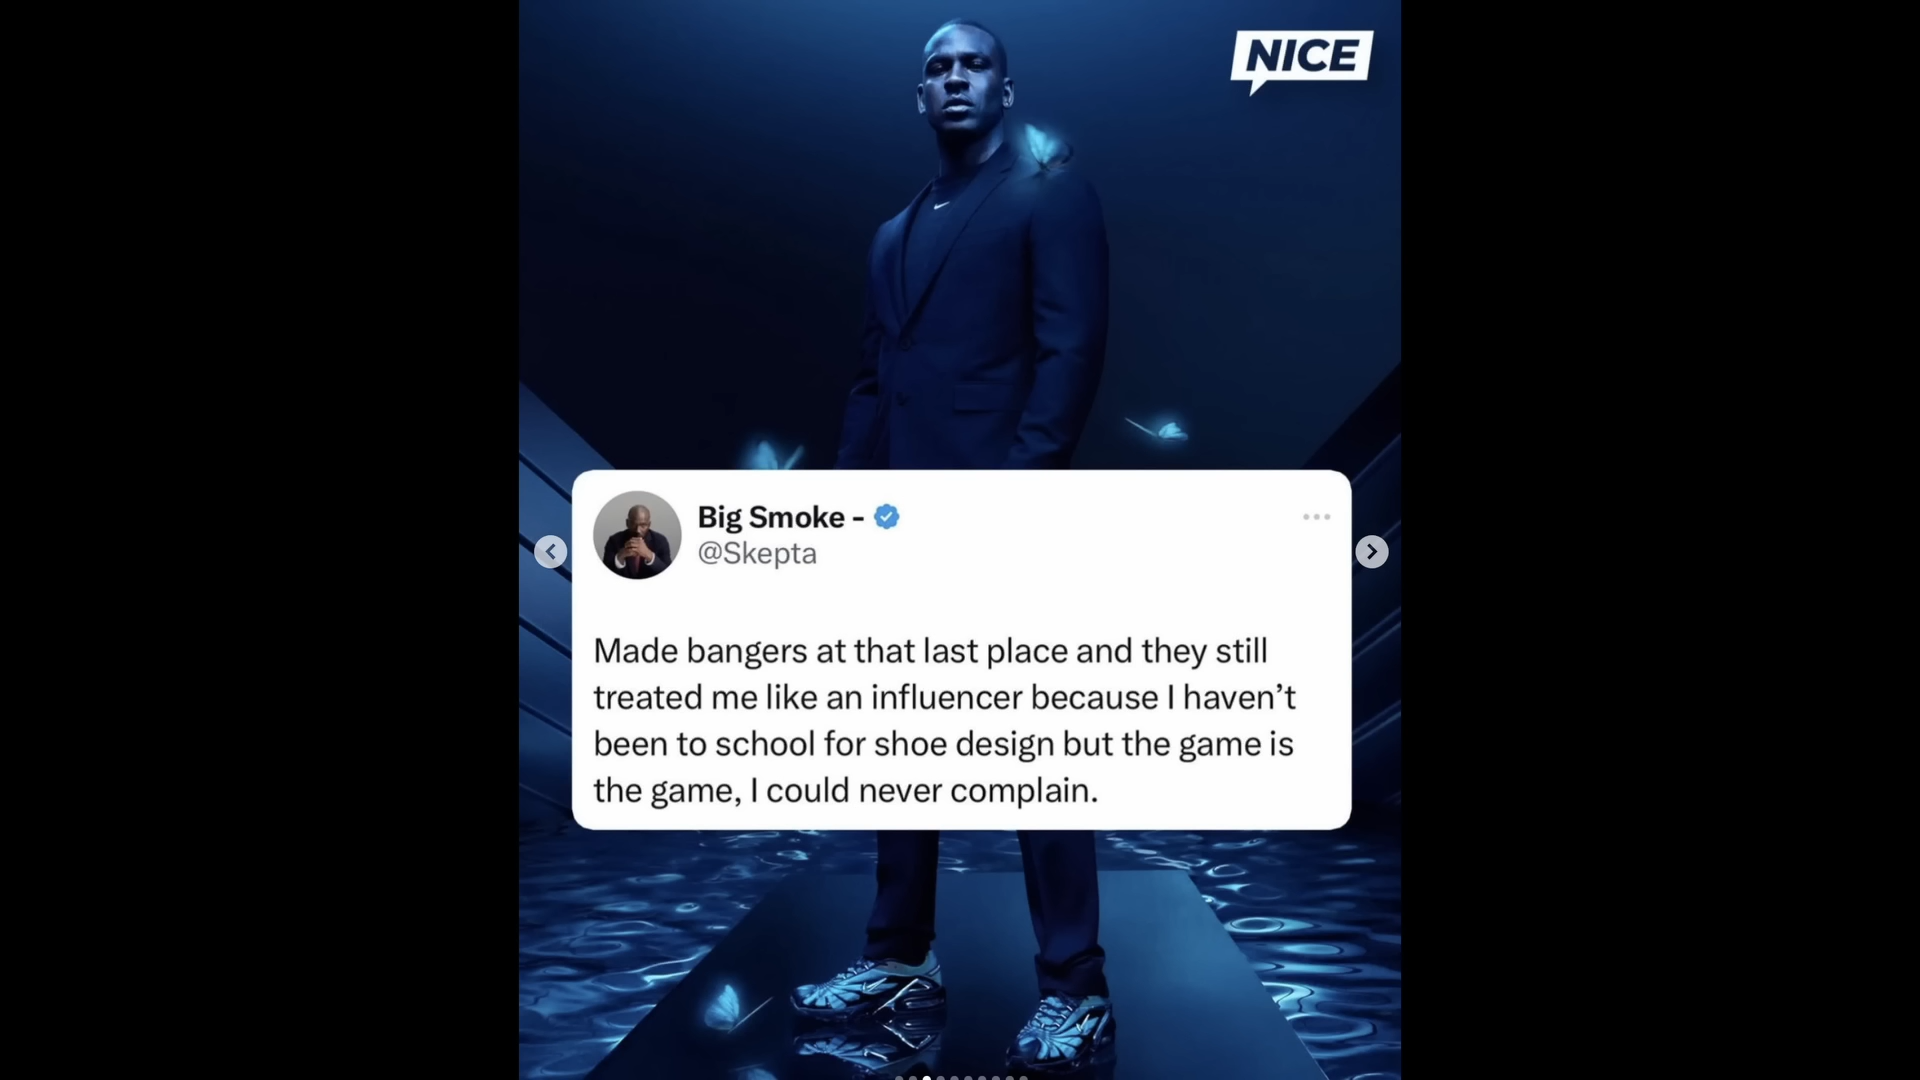 NICE
Big Smoke -
@Skepta
Made bangers at that last place and they still
treated me like an influencer because I haven’t
been to school for shoe design but the game is
the game, I could never complain.